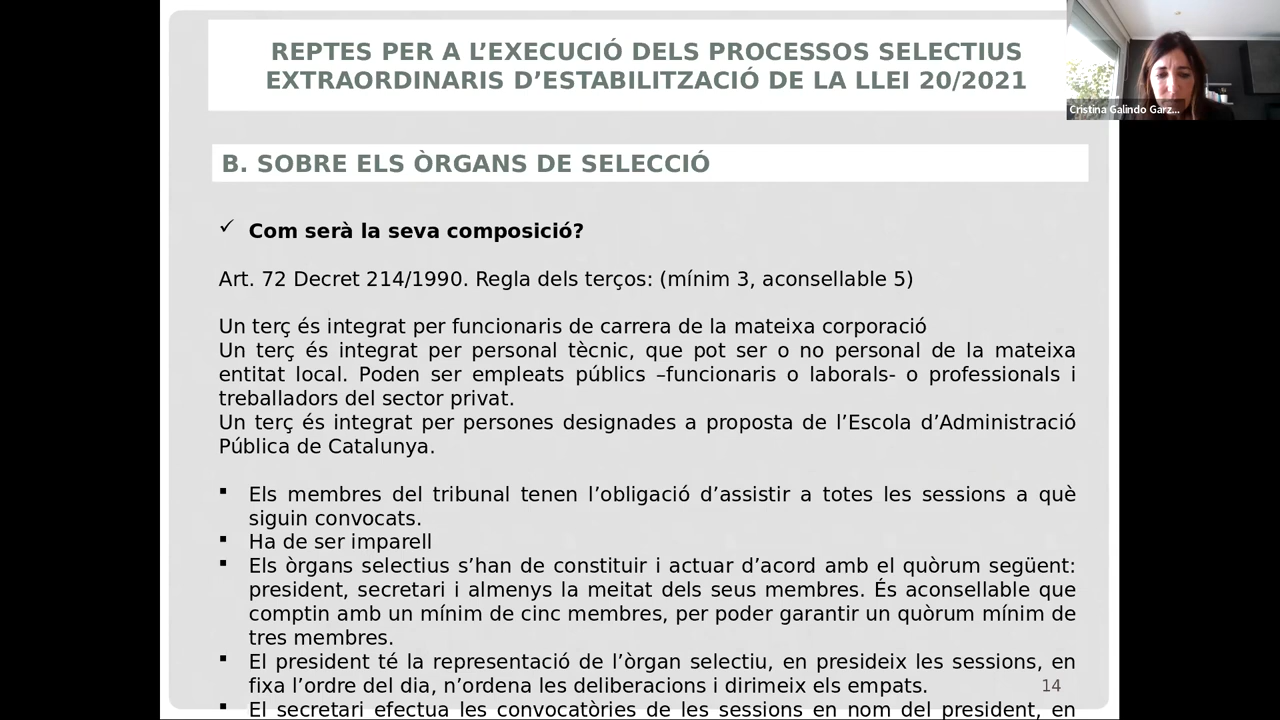 REPTES PER A L’EXECUCIÓ DELS PROCESSOS SELECTIUS
EXTRAORDINARIS D’ESTABILITZACIÓ DE LA LLEI 20/2021
Cristina Galindo Garz...
B. SOBRE ELS ÒRGANS DE SELECCIÓ
✓ Com serà la seva composició?
Art. 72 Decret 214/1990. Regla dels terços: (mínim 3, aconsellable 5)
Un terç és integrat per funcionaris de carrera de la mateixa corporació
Un terç és integrat per personal tècnic, que pot ser o no personal de la mateixa
entitat local. Poden ser empleats públics –funcionaris o laborals- o professionals i
treballadors del sector privat.
Un terç és integrat per persones designades a proposta de l’Escola d’Administració
Pública de Catalunya.
▪ Els membres del tribunal tenen l’obligació d’assistir a totes les sessions a què
siguin convocats.
▪ Ha de ser imparell
▪ Els òrgans selectius s’han de constituir i actuar d’acord amb el quòrum següent:
president, secretari i almenys la meitat dels seus membres. És aconsellable que
comptin amb un mínim de cinc membres, per poder garantir un quòrum mínim de
tres membres.
▪ El president té la representació de l’òrgan selectiu, en presideix les sessions, en
fixa l’ordre del dia, n’ordena les deliberacions i dirimeix els empats.
14
▪ El secretari efectua les convocatòries de les sessions en nom del president, en